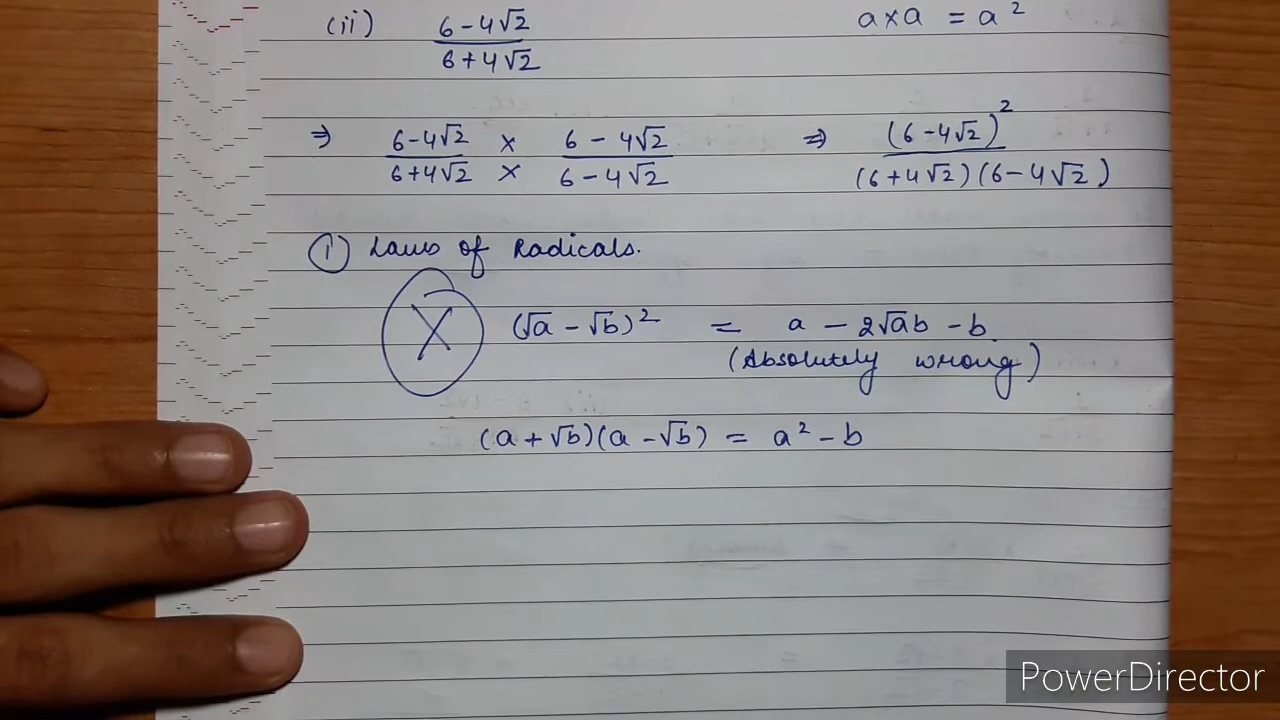 (ii) 6-4√2 / 6+4√2 a×a = a²
⇒ 6-4√2 / 6+4√2 × 6-4√2 / 6-4√2 ⇒ (6-4√2)² / (6+4√2)(6-4√2)
① Laws of Radicals.
X (√a - √b)² = a - 2√ab - b
(Absolutely wrong)
(a+√b)(a-√b) = a² - b
PowerDirector